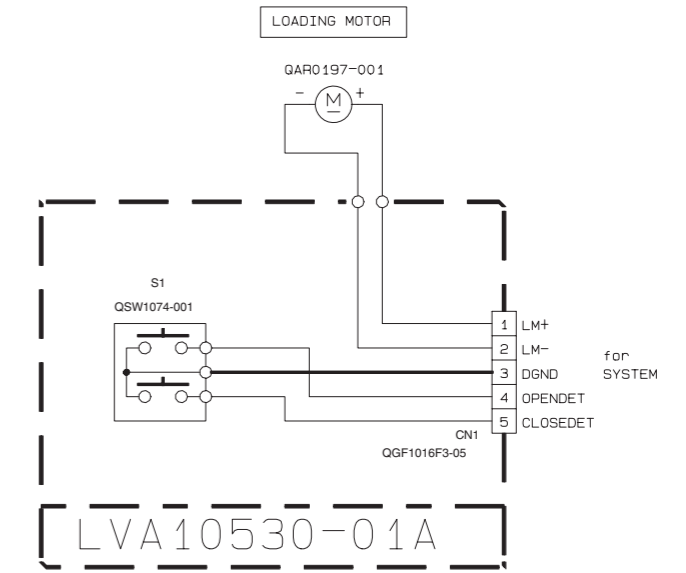 LOADING MOTOR
QAR0197-001
- M +
S1
QSW1074-001
1 LM+
2 LM-
3 DGND
4 OPENDET
5 CLOSEDET
for
SYSTEM
CN1
QGF1016F3-05
LVA10530-01A